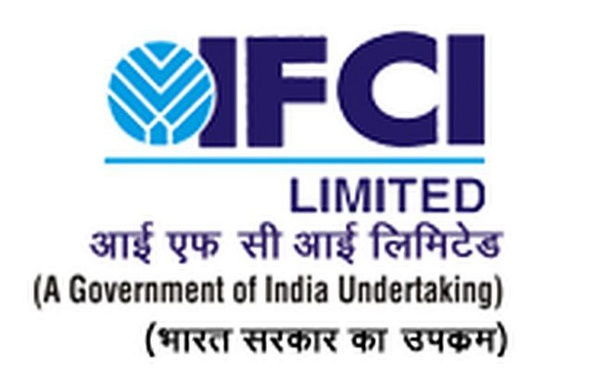 IFCI
LIMITED
आई एफ सी आई लिमिटेड
(A Government of India Undertaking)
(भारत सरकार का उपक्रम)